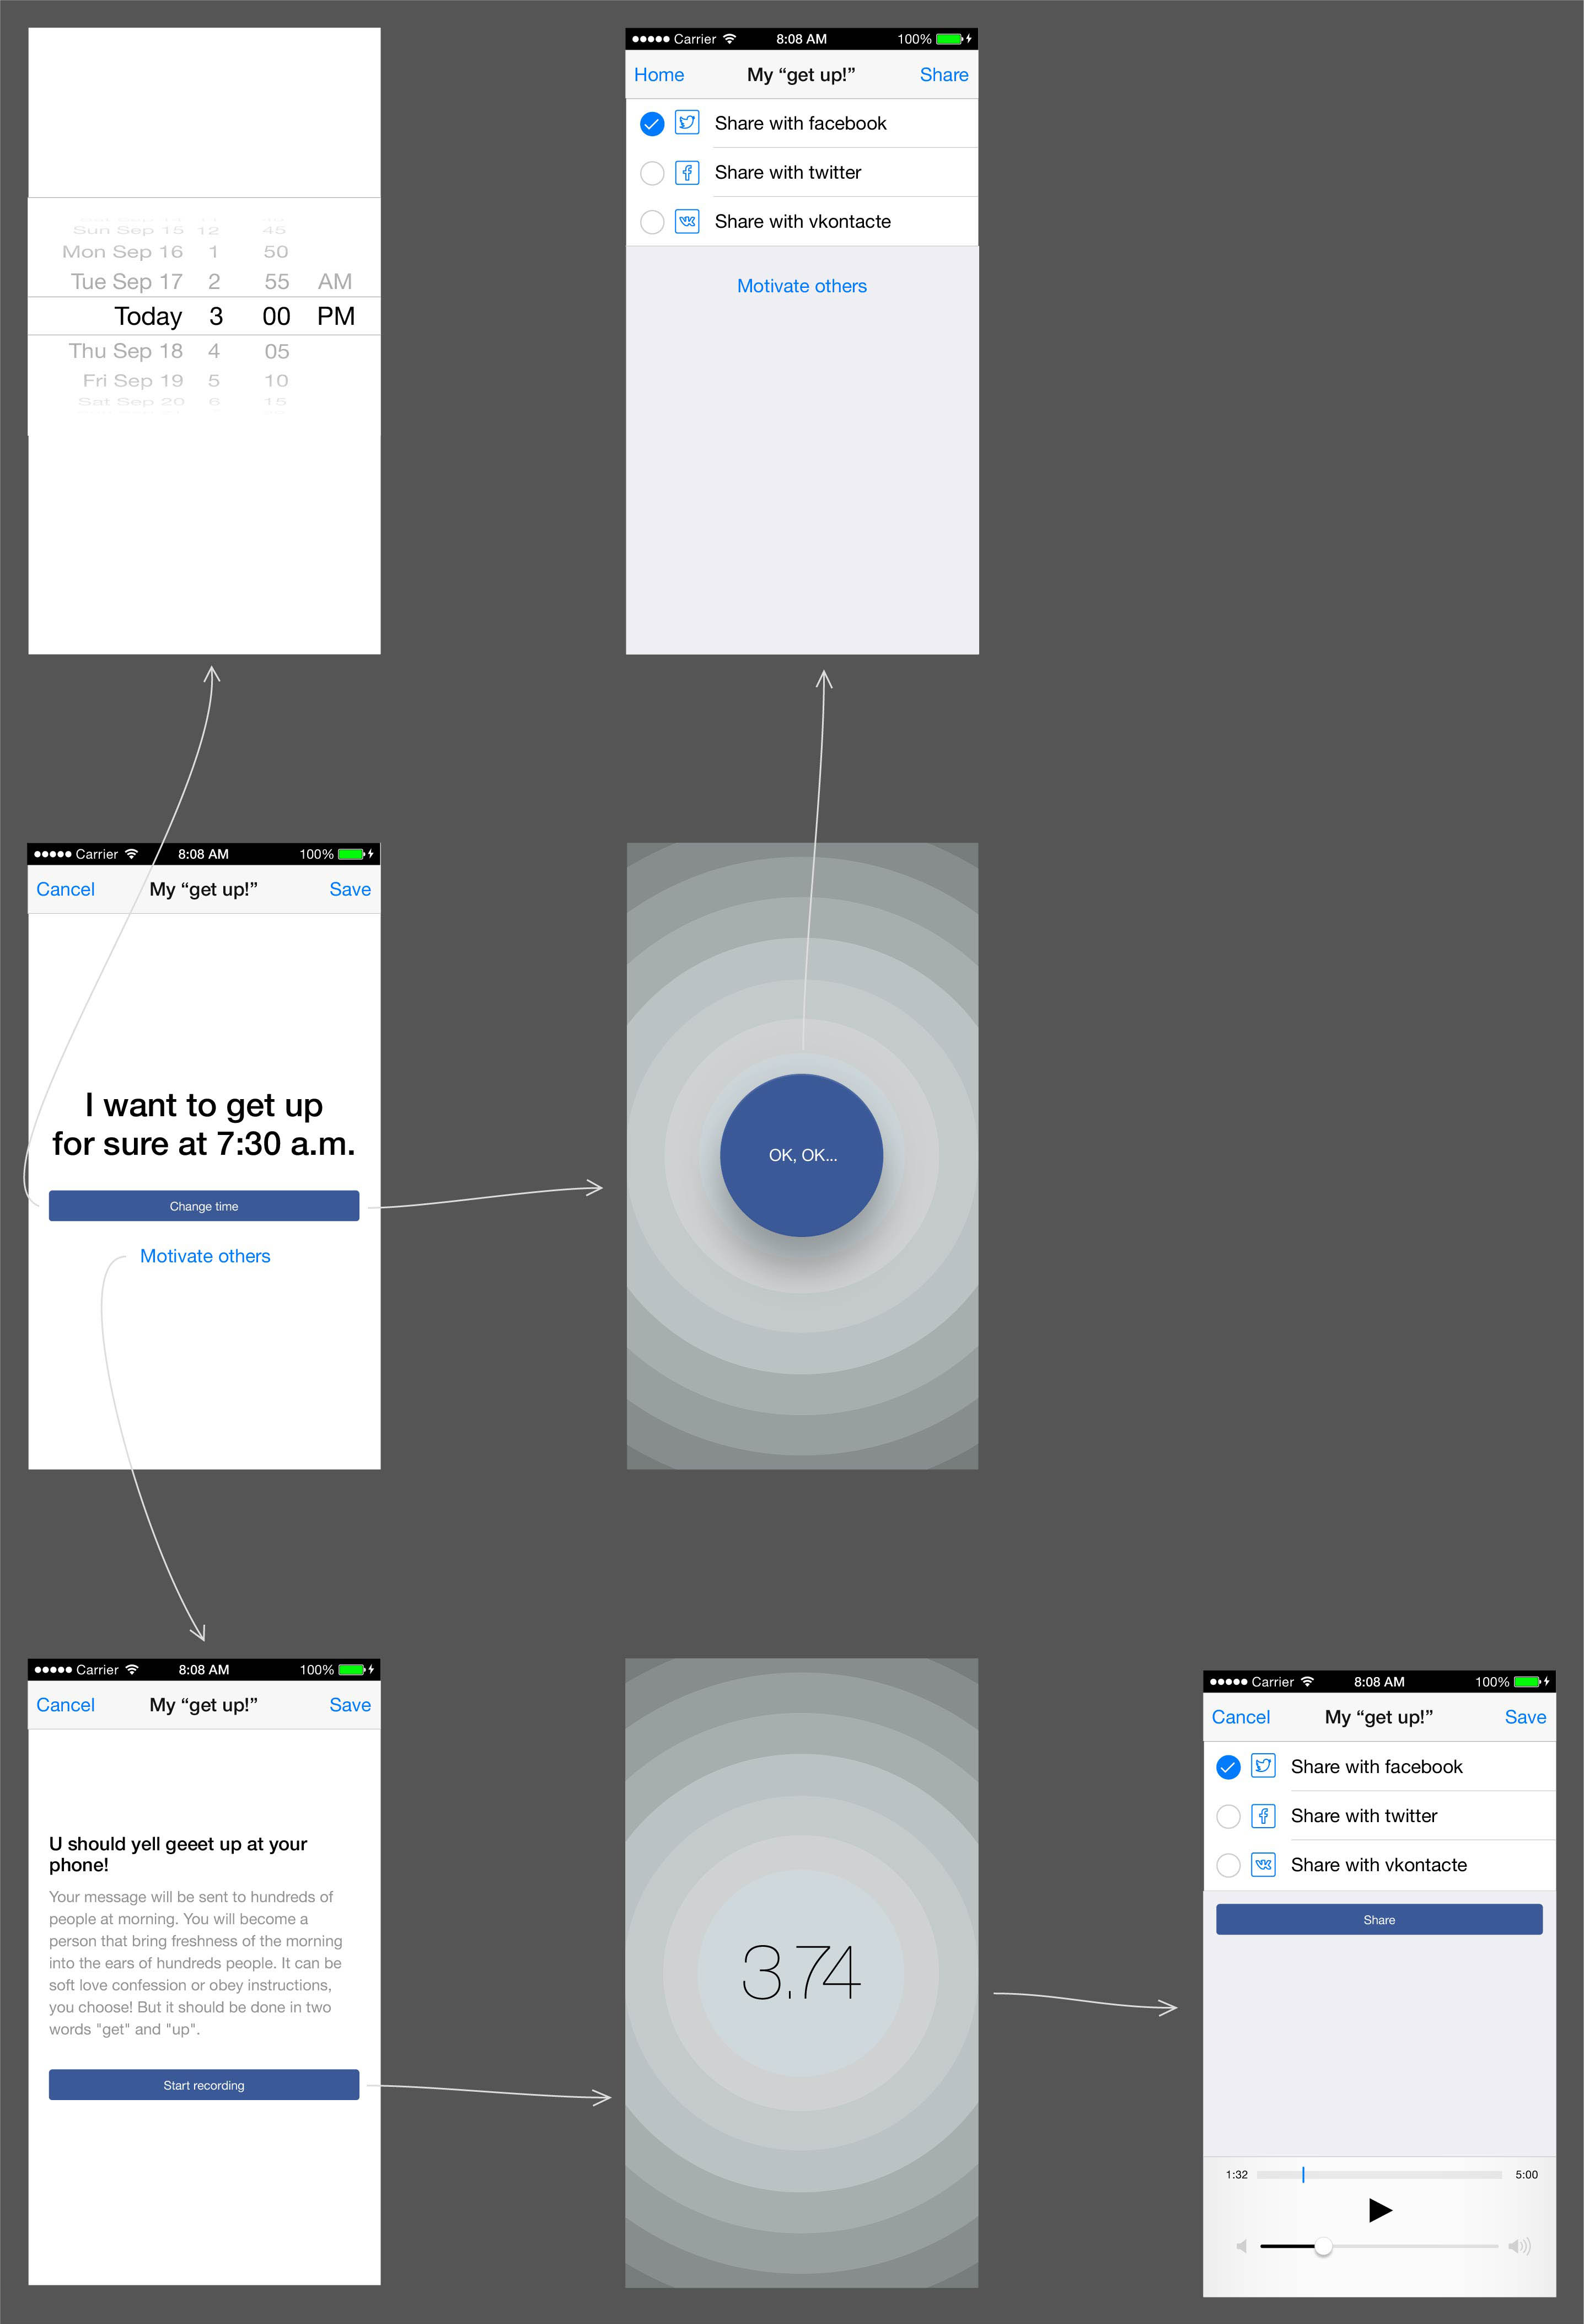 Sun Sep 15 12 45
Mon Sep 16 1 50
Tue Sep 17 2 55 AM
Today 3 00 PM
Thu Sep 18 4 05
Fri Sep 19 5 10
Sat Sep 20 6 15
Carrier 8:08 AM 100%
Home My “get up!” Share
Share with facebook
Share with twitter
Share with vkontacte
Motivate others
Carrier 8:08 AM 100%
Cancel My “get up!” Save
I want to get up
for sure at 7:30 a.m.
Change time
Motivate others
OK, OK...
Carrier 8:08 AM 100%
Cancel My “get up!” Save
U should yell geeet up at your
phone!
Your message will be sent to hundreds of
people at morning. You will become a
person that bring freshness of the morning
into the ears of hundreds people. It can be
soft love confession or obey instructions,
you choose! But it should be done in two
words "get" and "up".
Start recording
3.74
Carrier 8:08 AM 100%
Cancel My “get up!” Save
Share with facebook
Share with twitter
Share with vkontacte
Share
1:32 5:00